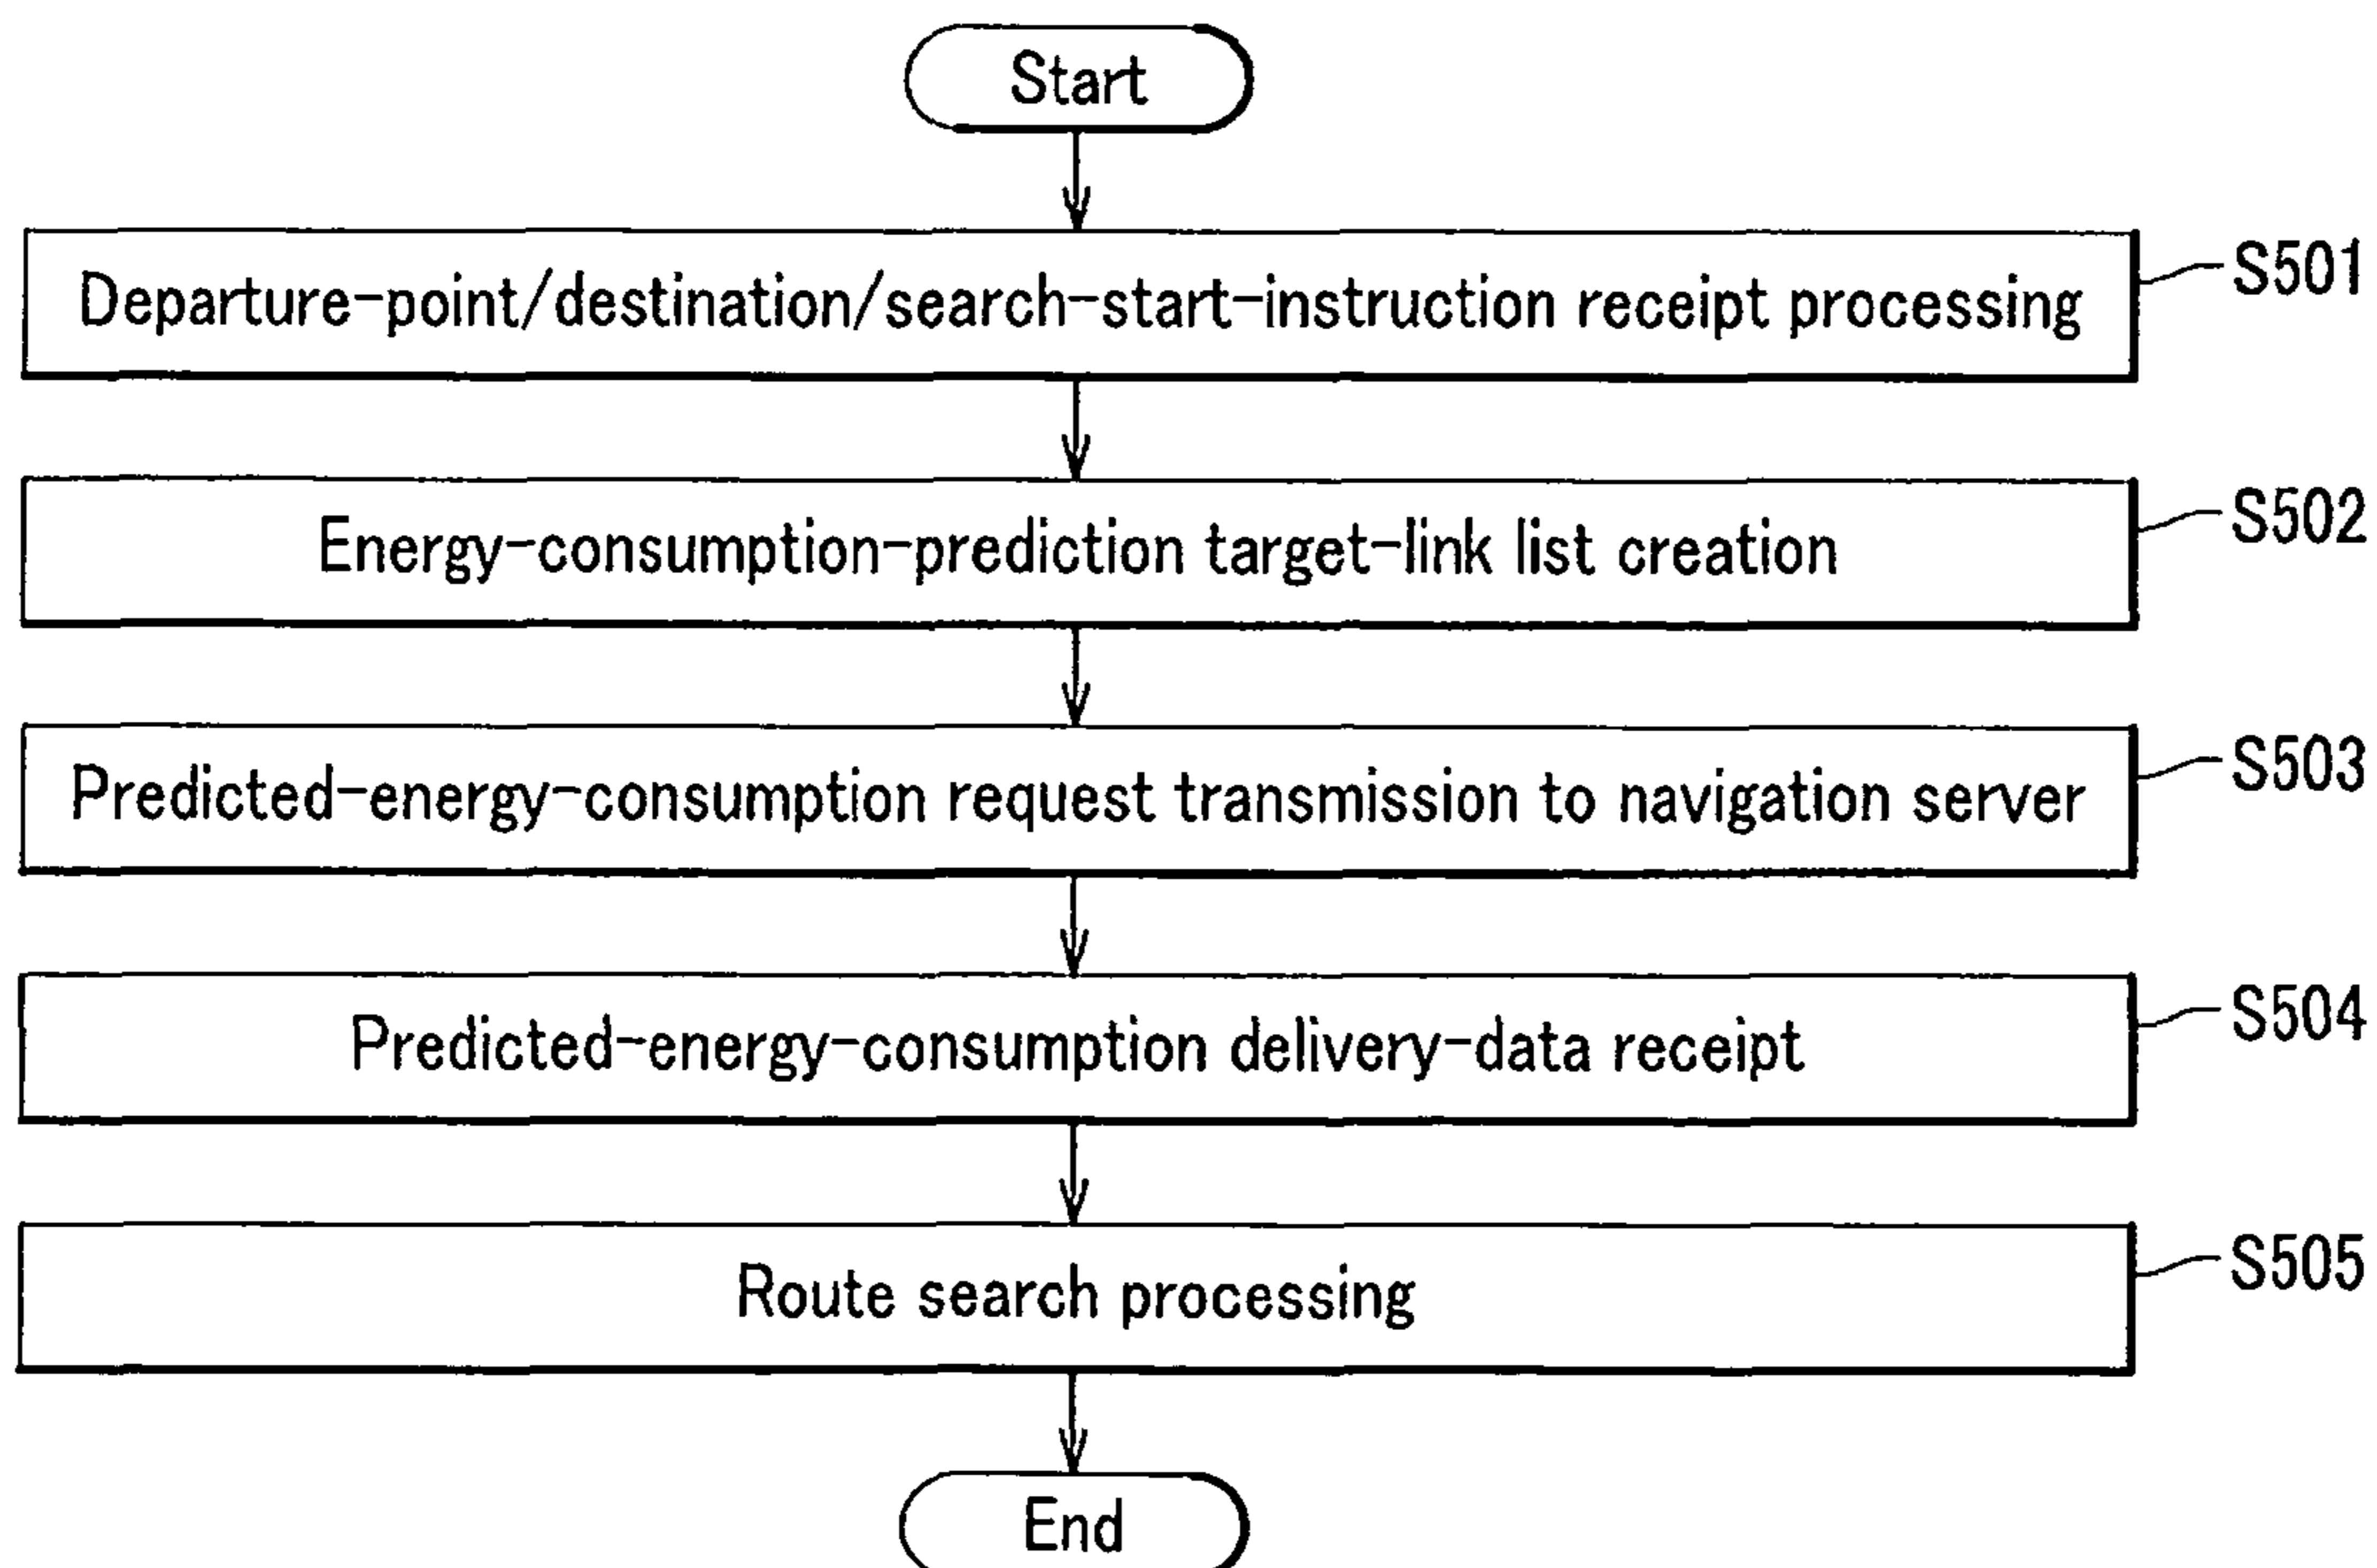 Start
Departure-point/destination/search-start-instruction receipt processing
S501
Energy-consumption-prediction target-link list creation
S502
Predicted-energy-consumption request transmission to navigation server
S503
Predicted-energy-consumption delivery-data receipt
S504
Route search processing
S505
End